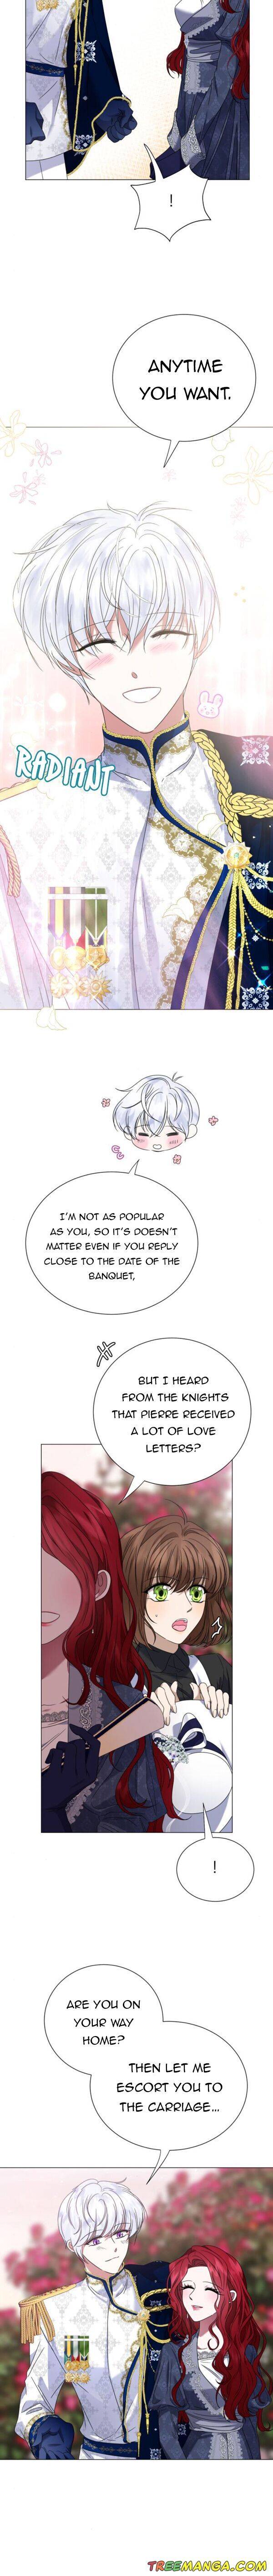 !
ANYTIME
YOU WANT.
RADIANT
I'M NOT AS POPULAR
AS YOU, SO IT'S DOESN'T
MATTER EVEN IF YOU REPLY
CLOSE TO THE DATE OF THE
BANQUET,
BUT I HEARD
FROM THE KNIGHTS
THAT PIERRE RECEIVED
A LOT OF LOVE
LETTERS?
!
ARE YOU ON
YOUR WAY
HOME?
THEN LET ME
ESCORT YOU TO
THE CARRIAGE...
TREEMANGA.COM